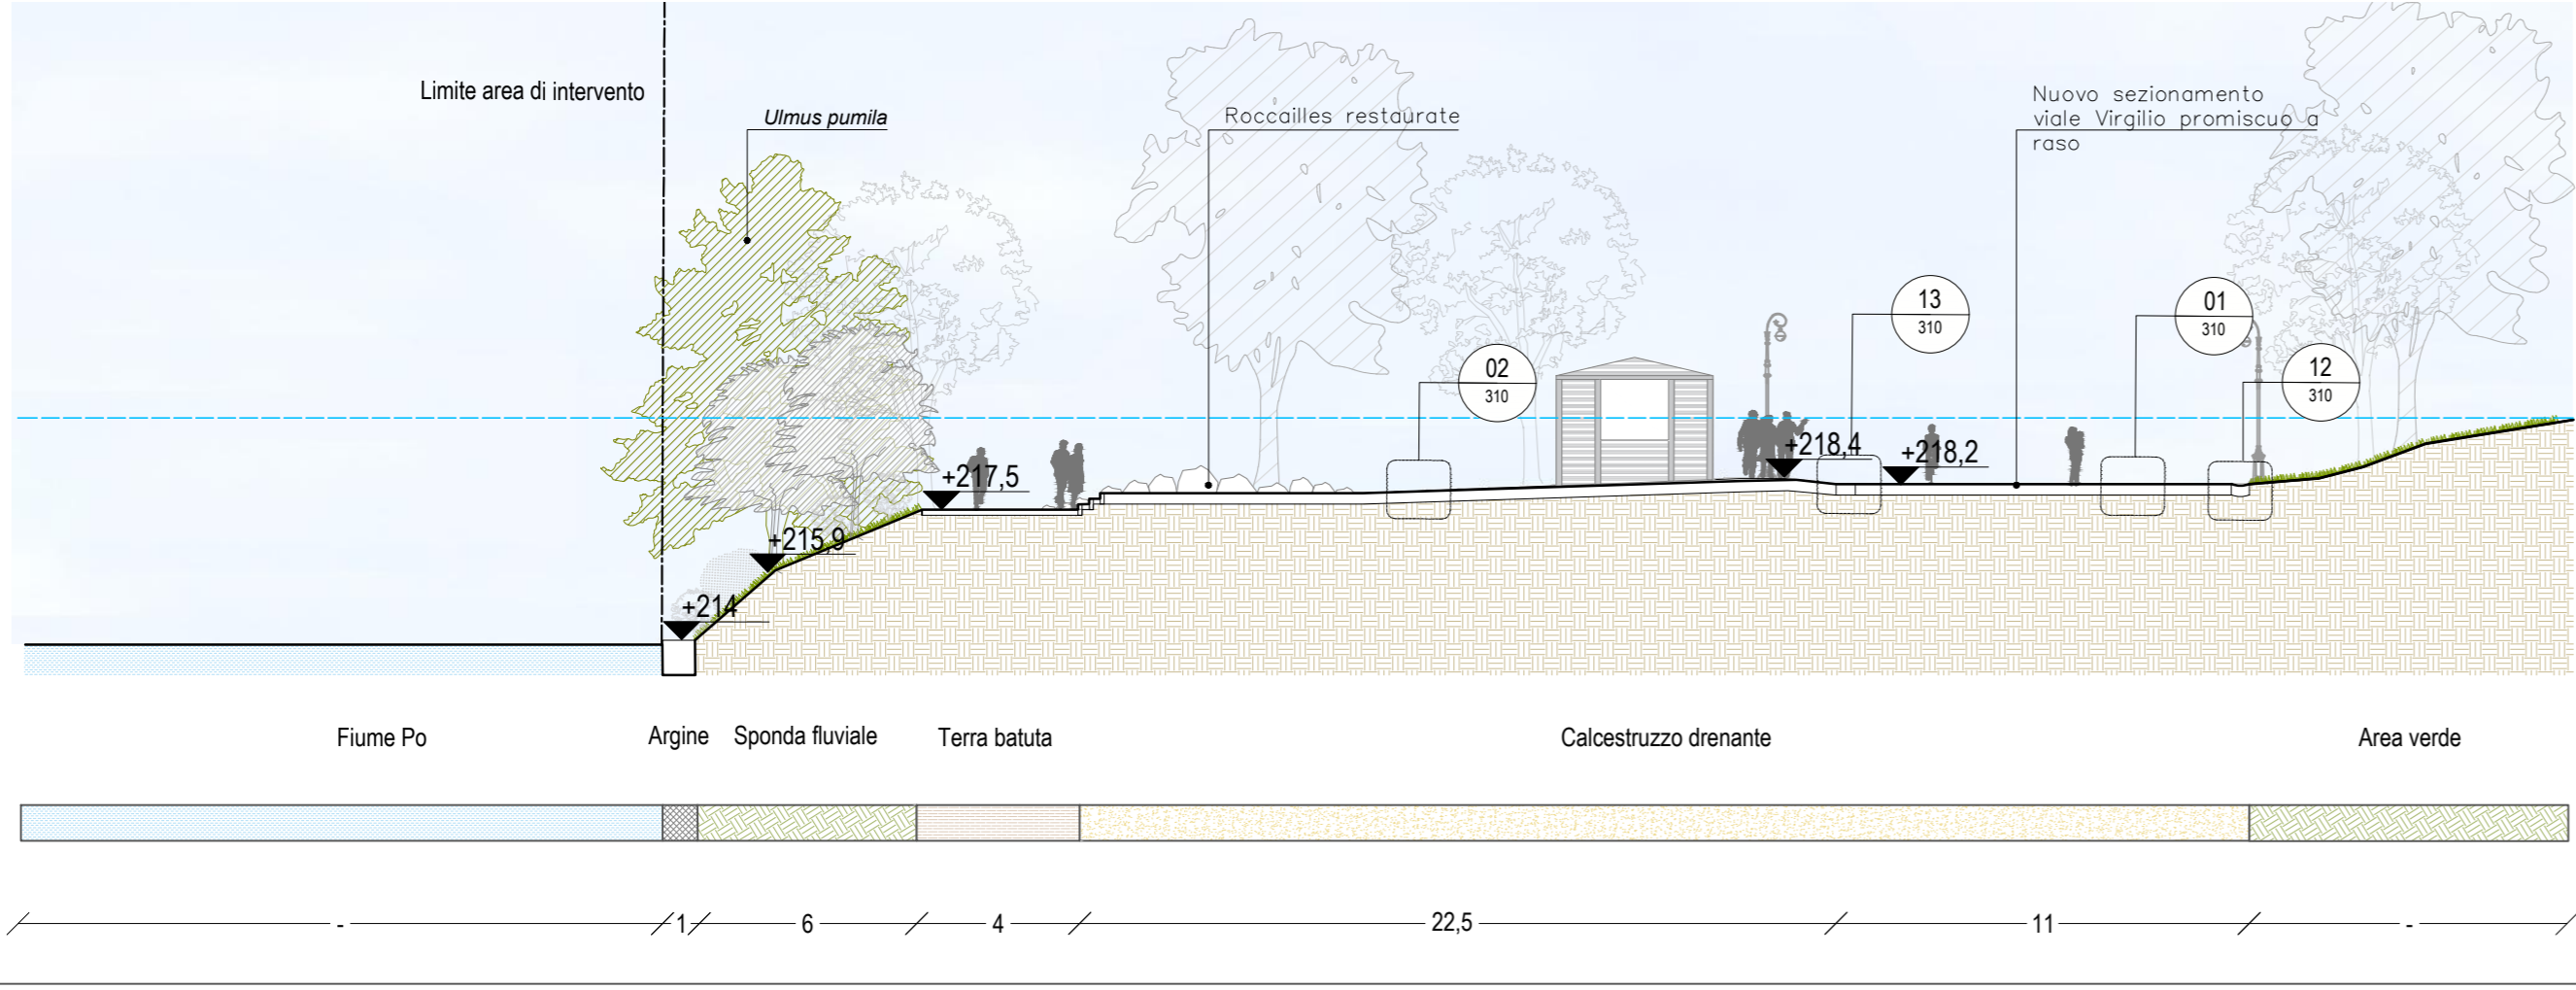 Limite area di intervento
Ulmus pumila
Roccailles restaurate
Nuovo sezionamento
viale Virgilio promiscuo a
raso
13
310
01
310
02
310
12
310
+218,4
+218,2
+217,5
+215,9
+214
Fiume Po
Argine
Sponda fluviale
Terra batuta
Calcestruzzo drenante
Area verde
-
1
6
4
22,5
11
-